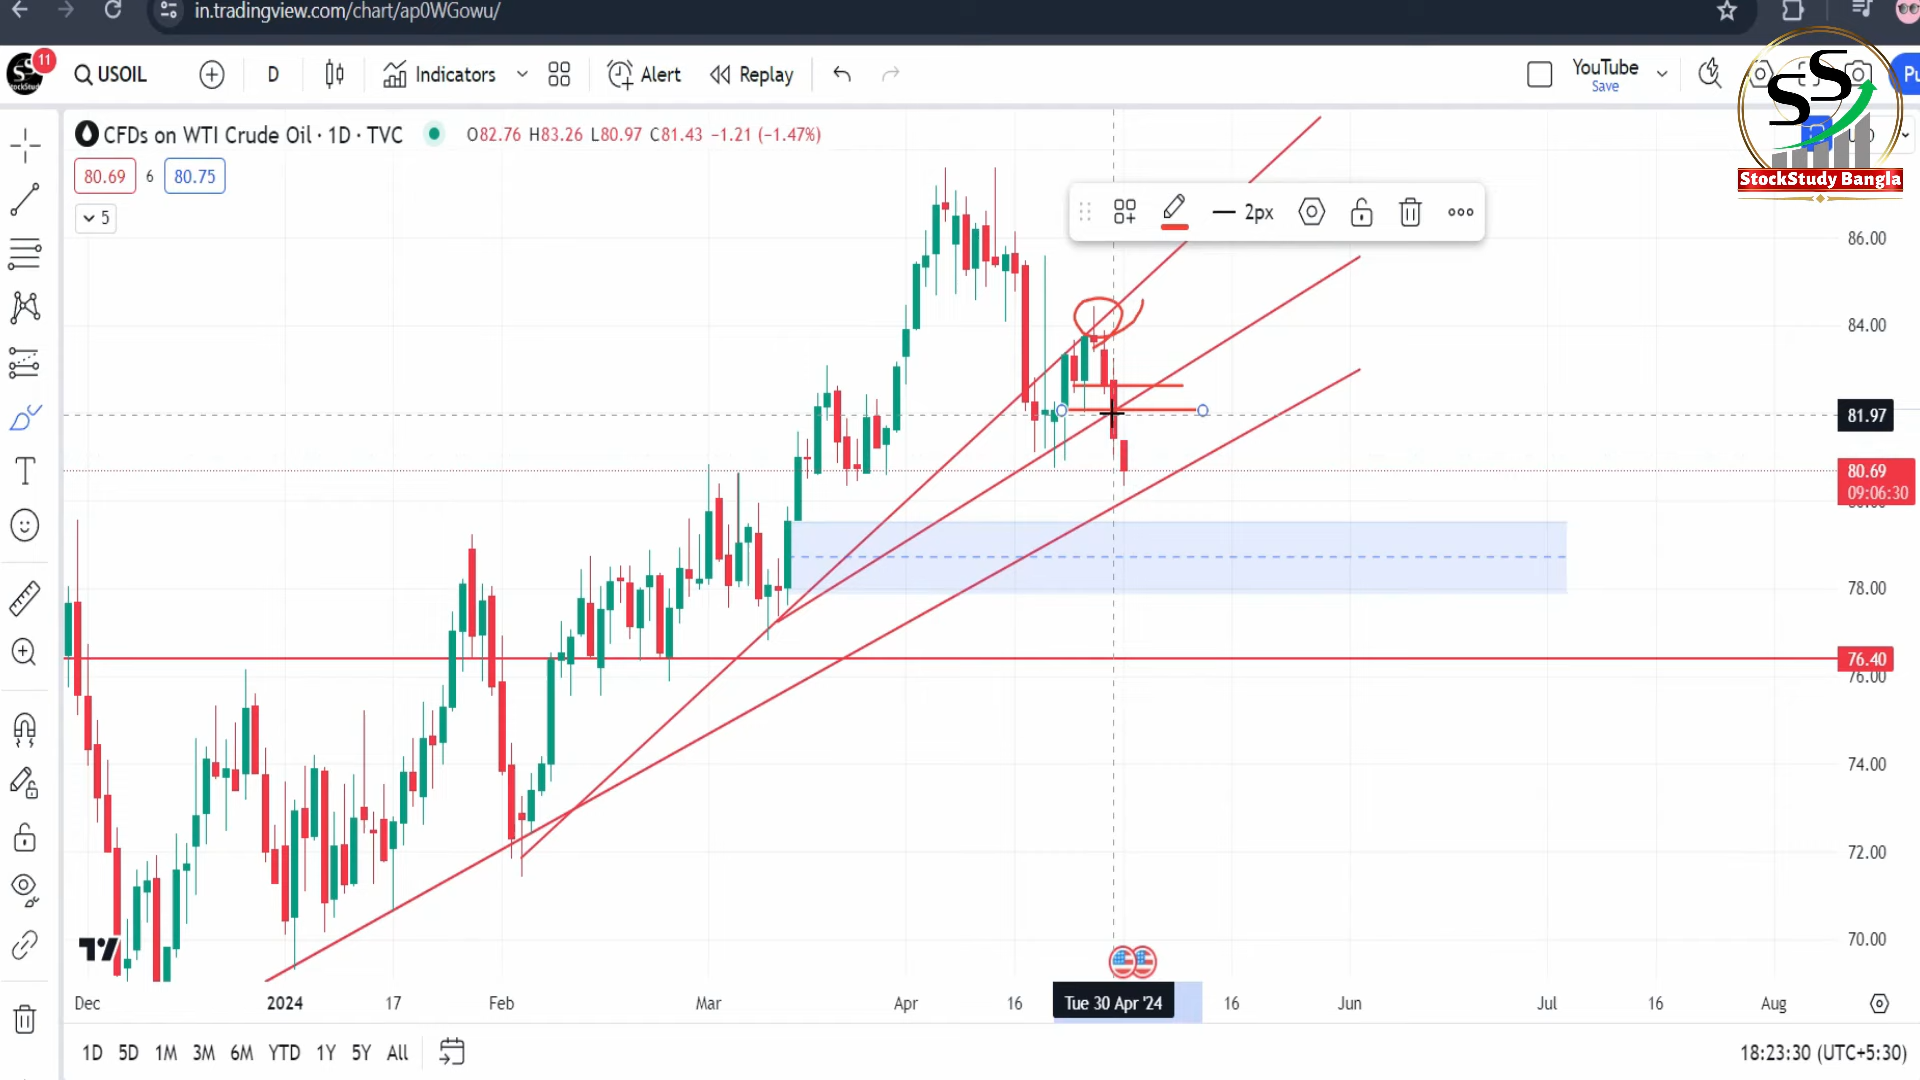 in.tradingview.com/chart/ap0WGowu/
11
USOIL
D
Indicators
Alert
Replay
YouTube
Save
SS
StockStudy Bangla
CFDs on WTI Crude Oil · 1D · TVC
O82.76 H83.26 L80.97 C81.43 −1.21 (−1.47%)
80.69
6
80.75
5
2px
86.00
84.00
81.97
80.69
09:06:30
78.00
76.40
76.00
74.00
72.00
70.00
Dec
2024
17
Feb
Mar
Apr
16
Tue 30 Apr '24
16
Jun
Jul
16
Aug
1D 5D 1M 3M 6M YTD 1Y 5Y All
18:23:30 (UTC+5:30)